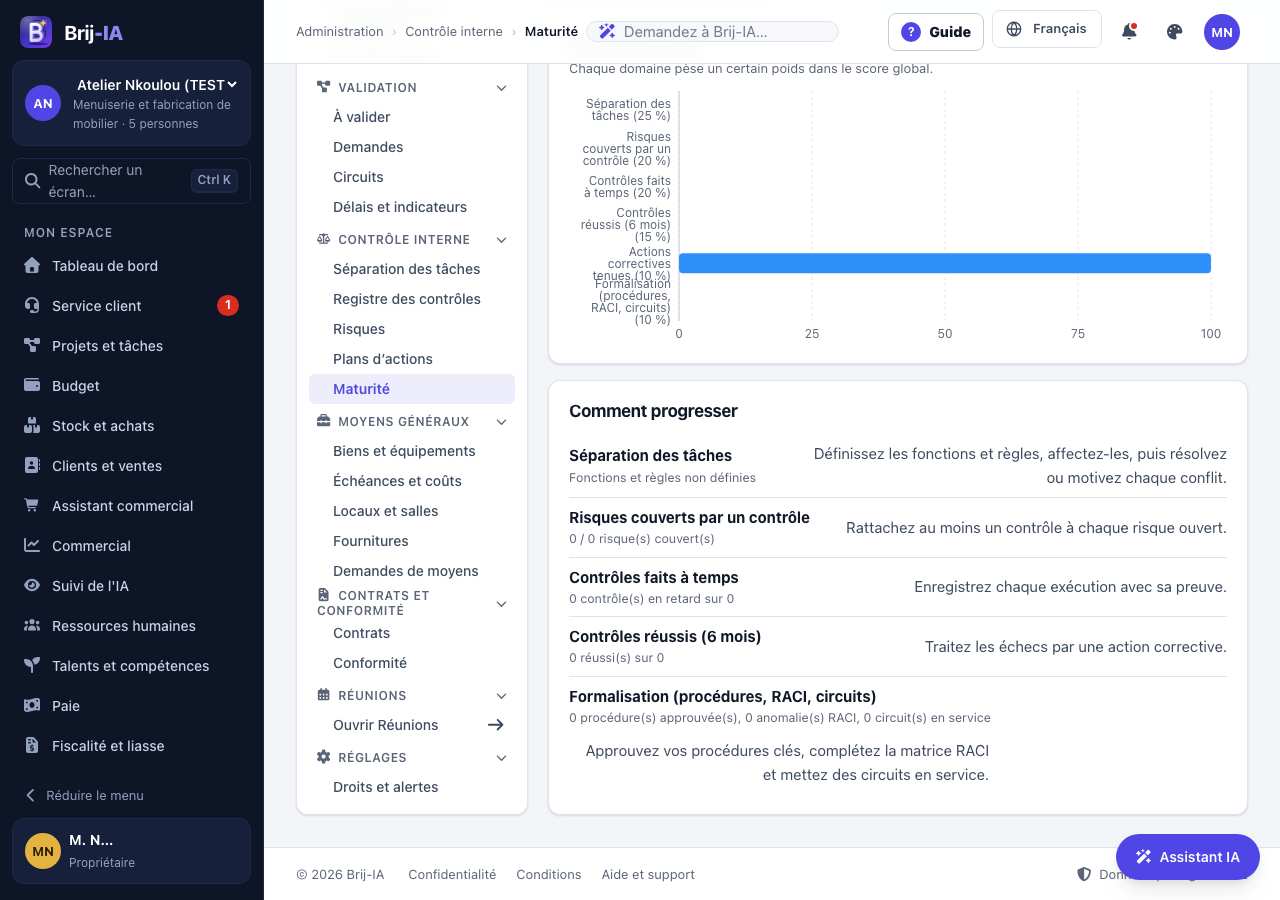 Brij-IA
AN
Atelier Nkoulou (TEST
Menuiserie et fabrication de
mobilier · 5 personnes
Rechercher un
écran...
Ctrl K
MON ESPACE
Tableau de bord
Service client
1
Projets et tâches
Budget
Stock et achats
Clients et ventes
Assistant commercial
Commercial
Suivi de l'IA
Ressources humaines
Talents et compétences
Paie
Fiscalité et liasse
Réduire le menu
MN
M. N...
Propriétaire
Administration › Contrôle interne › Maturité
Demandez à Brij-IA...
? Guide
Français
MN
VALIDATION
À valider
Demandes
Circuits
Délais et indicateurs
CONTRÔLE INTERNE
Séparation des tâches
Registre des contrôles
Risques
Plans d’actions
Maturité
MOYENS GÉNÉRAUX
Biens et équipements
Échéances et coûts
Locaux et salles
Fournitures
Demandes de moyens
CONTRATS ET
CONFORMITÉ
Contrats
Conformité
RÉUNIONS
Ouvrir Réunions
RÉGLAGES
Droits et alertes
Chaque domaine pèse un certain poids dans le score global.
Séparation des
tâches (25 %)
Risques
couverts par un
contrôle (20 %)
Contrôles faits
à temps (20 %)
Contrôles
réussis (6 mois)
(15 %)
Actions
correctives
tenues (10 %)
Formalisation
(procédures,
RACI, circuits)
(10 %)
0 25 50 75 100
Comment progresser
Séparation des tâches
Fonctions et règles non définies
Définissez les fonctions et règles, affectez-les, puis résolvez
ou motivez chaque conflit.
Risques couverts par un contrôle
0 / 0 risque(s) couvert(s)
Rattachez au moins un contrôle à chaque risque ouvert.
Contrôles faits à temps
0 contrôle(s) en retard sur 0
Enregistrez chaque exécution avec sa preuve.
Contrôles réussis (6 mois)
0 réussi(s) sur 0
Traitez les échecs par une action corrective.
Formalisation (procédures, RACI, circuits)
0 procédure(s) approuvée(s), 0 anomalie(s) RACI, 0 circuit(s) en service
Approuvez vos procédures clés, complétez la matrice RACI
et mettez des circuits en service.
© 2026 Brij-IA
Confidentialité
Conditions
Aide et support
Assistant IA